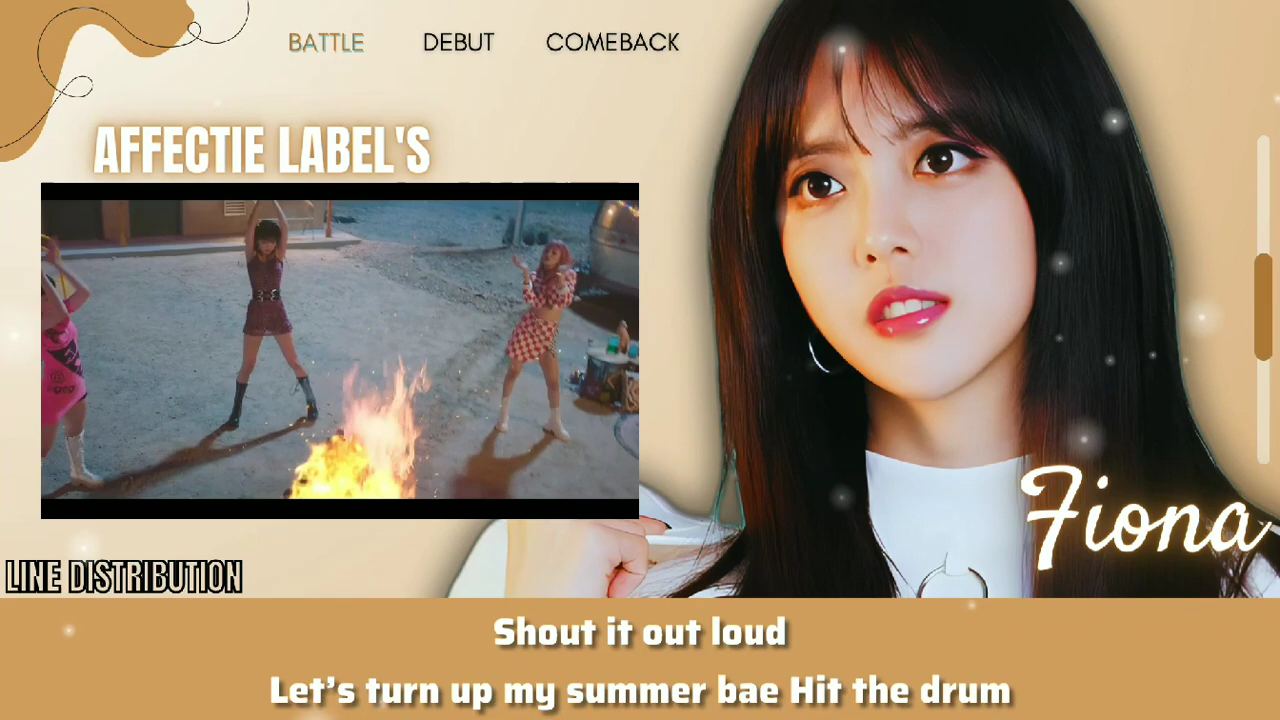 BATTLE DEBUT COMEBACK
AFFECTIE LABEL'S
Fiona
LINE DISTRIBUTION
Shout it out loud
Let's turn up my summer bae Hit the drum